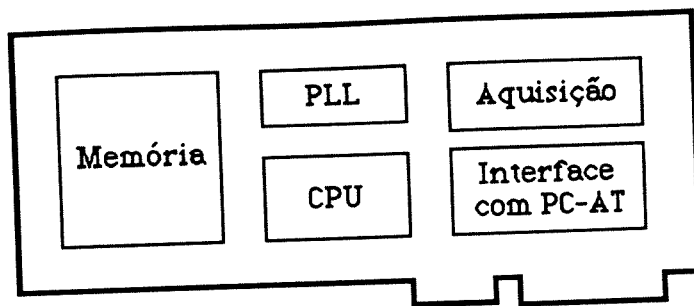 Memória
PLL
Aquisição
CPU
Interface
com PC-AT